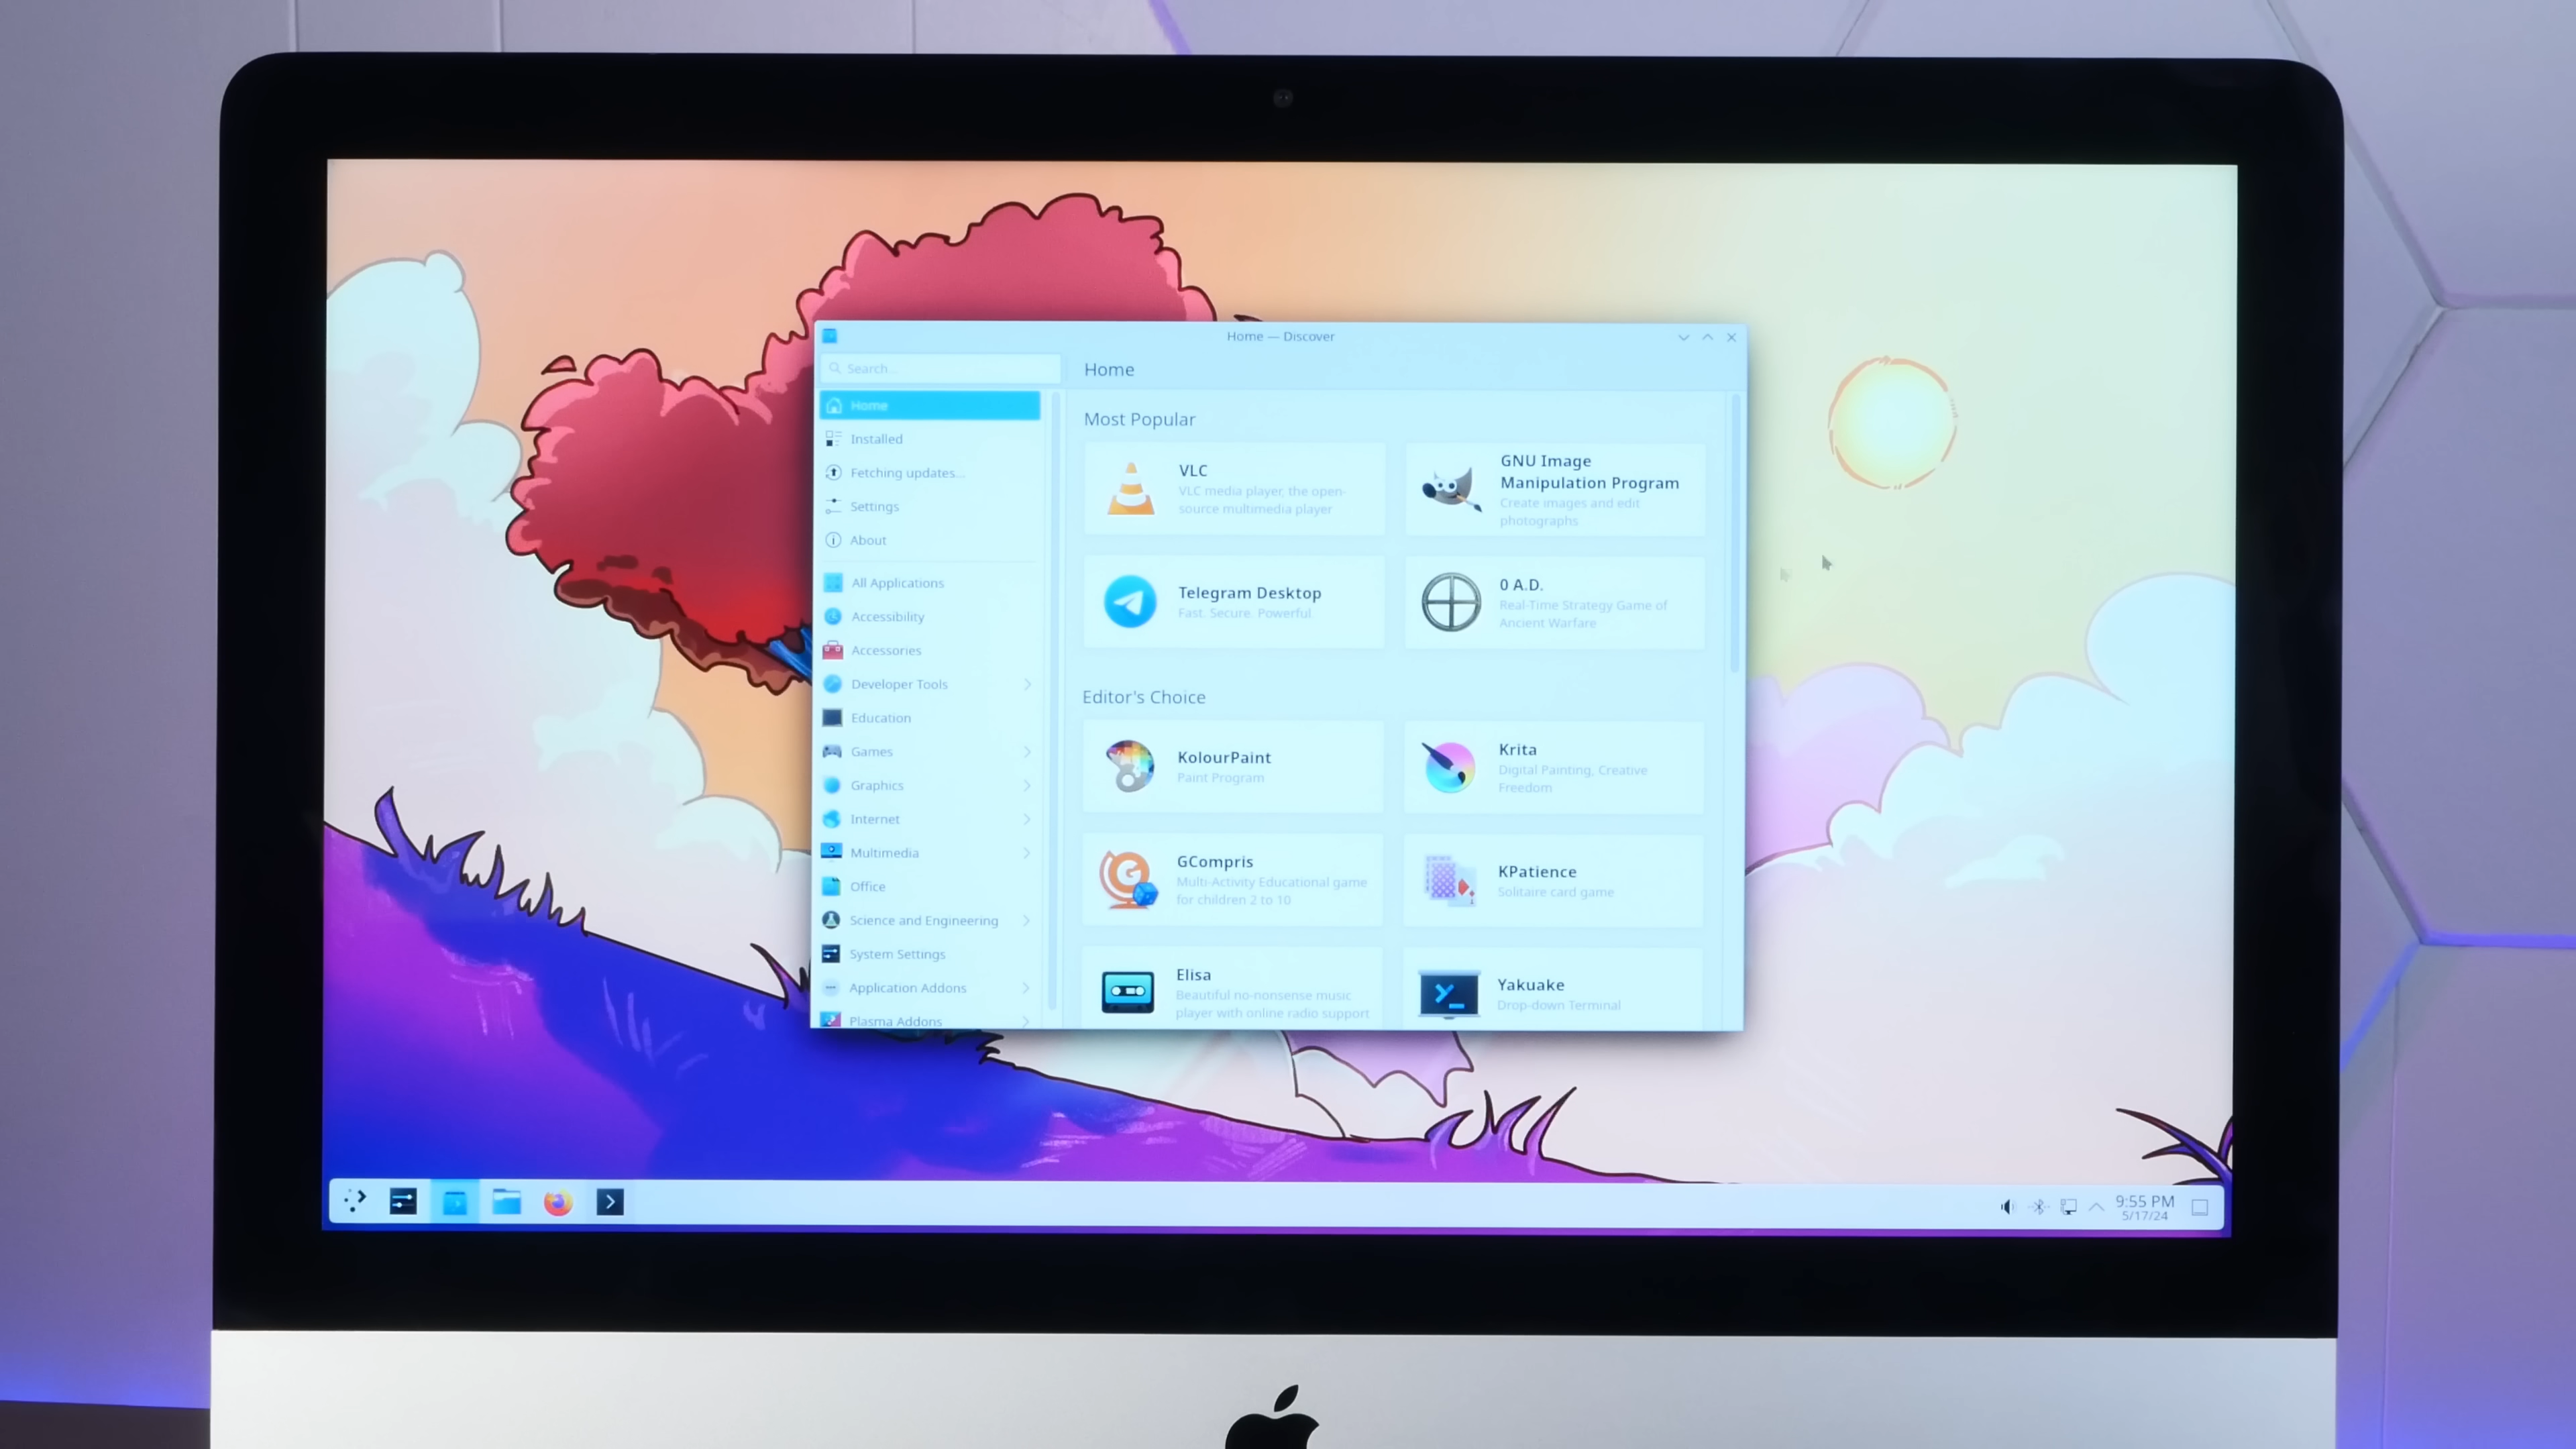 Home — Discover
Search...
Home
Home
Installed
Fetching updates...
Settings
About
All Applications
Accessibility
Accessories
Developer Tools
Education
Games
Graphics
Internet
Multimedia
Office
Science and Engineering
System Settings
Application Addons
Plasma Addons
Most Popular
VLC
VLC media player, the open-
source multimedia player
GNU Image
Manipulation Program
Create images and edit
photographs
Telegram Desktop
Fast. Secure. Powerful
0 A.D.
Real-Time Strategy Game of
Ancient Warfare
Editor's Choice
KolourPaint
Paint Program
Krita
Digital Painting, Creative
Freedom
GCompris
Multi-Activity Educational game
for children 2 to 10
KPatience
Solitaire card game
Elisa
Beautiful no-nonsense music
player with online radio support
Yakuake
Drop-down Terminal
9:55 PM
5/17/24